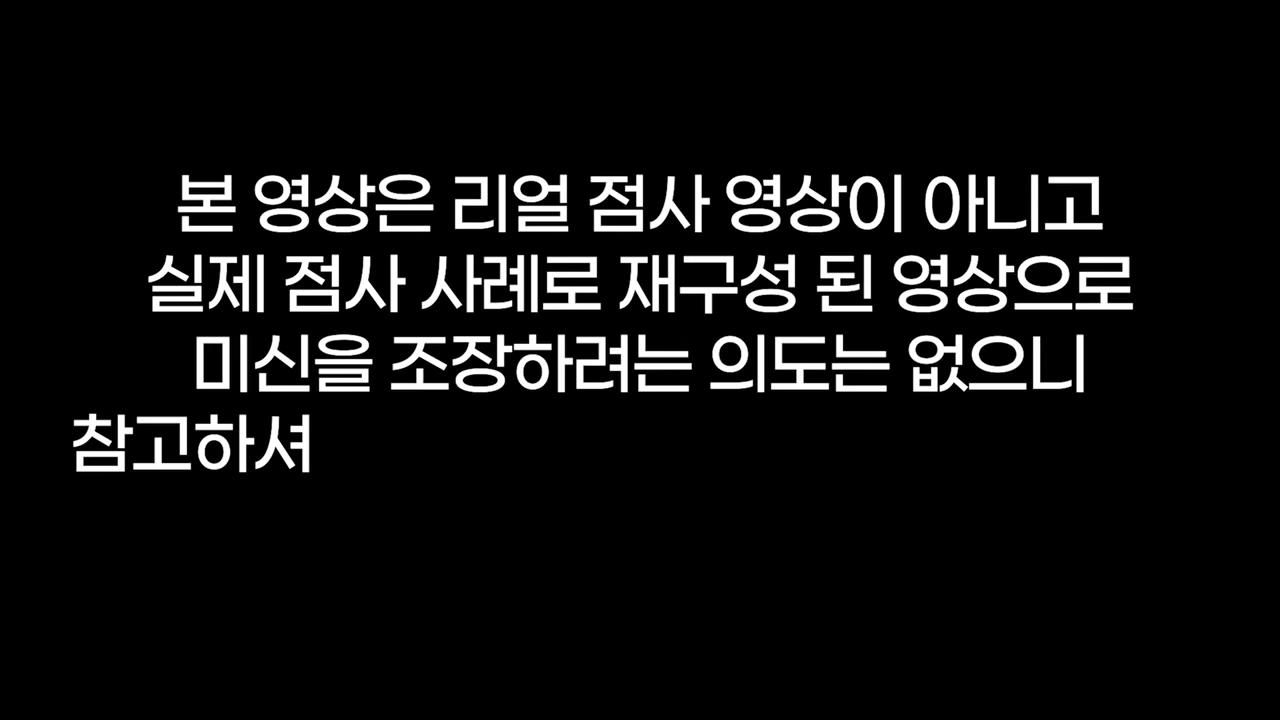 본 영상은 리얼 점사 영상이 아니고
실제 점사 사례로 재구성 된 영상으로
미신을 조장하려는 의도는 없으니
참고하셔